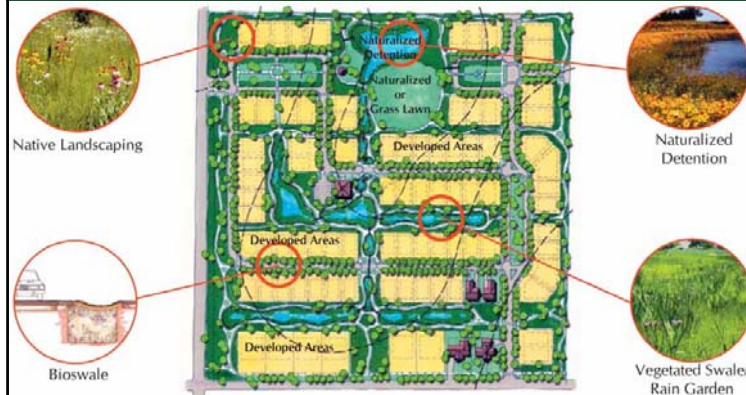 Native Landscaping
Naturalized
Detention
Naturalized
or
Grass Lawn
Developed Areas
Naturalized
Detention
Developed Areas
Bioswale
Developed Areas
Vegetated Swale/
Rain Garden